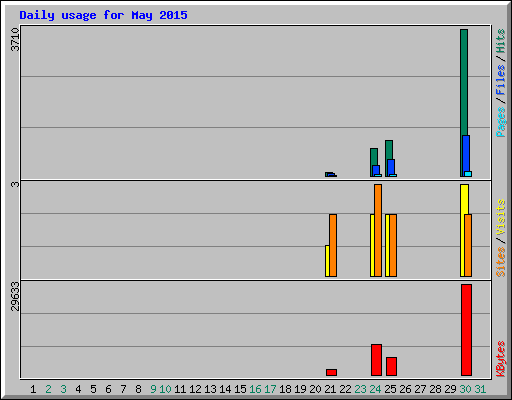 Daily usage for May 2015
3710
Pages / Files / Hits
3
Sites / Visits
29633
KBytes
1 2 3 4 5 6 7 8 9 10 11 12 13 14 15 16 17 18 19 20 21 22 23 24 25 26 27 28 29 30 31